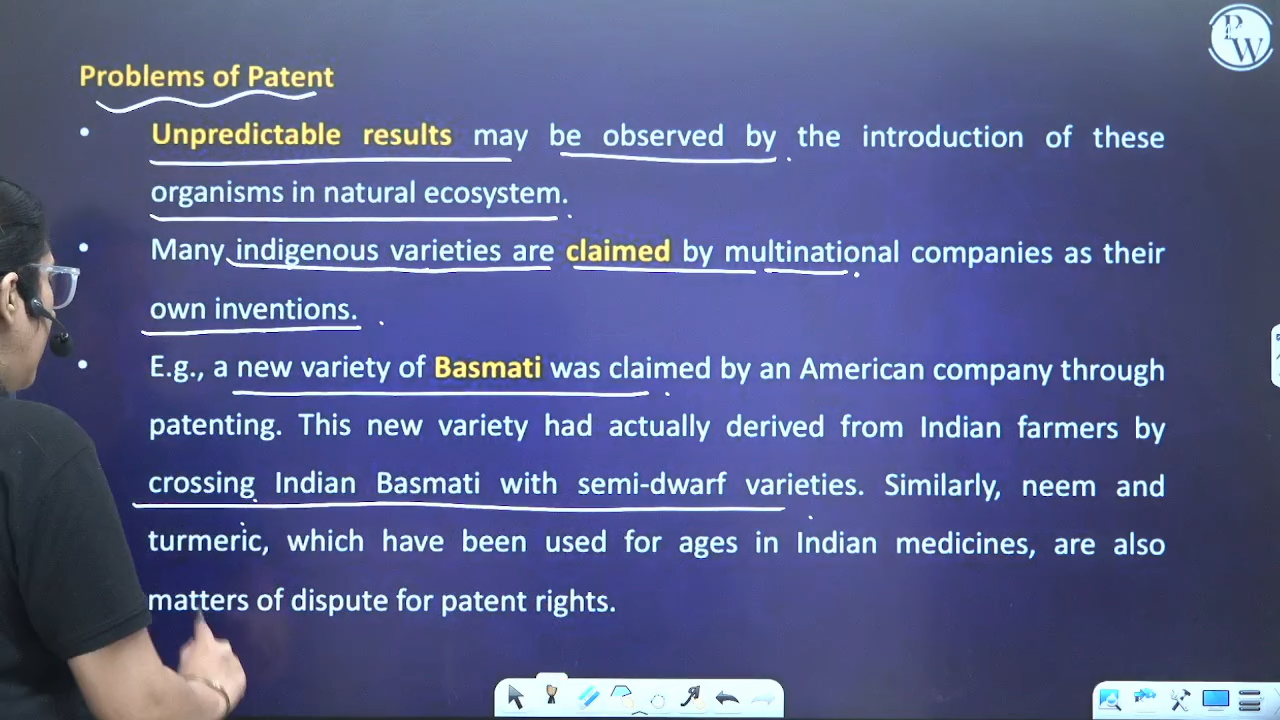 PW
Problems of Patent
• Unpredictable results may be observed by the introduction of these
organisms in natural ecosystem.
• Many indigenous varieties are claimed by multinational companies as their
own inventions.
• E.g., a new variety of Basmati was claimed by an American company through
patenting. This new variety had actually derived from Indian farmers by
crossing Indian Basmati with semi-dwarf varieties. Similarly, neem and
turmeric, which have been used for ages in Indian medicines, are also
matters of dispute for patent rights.